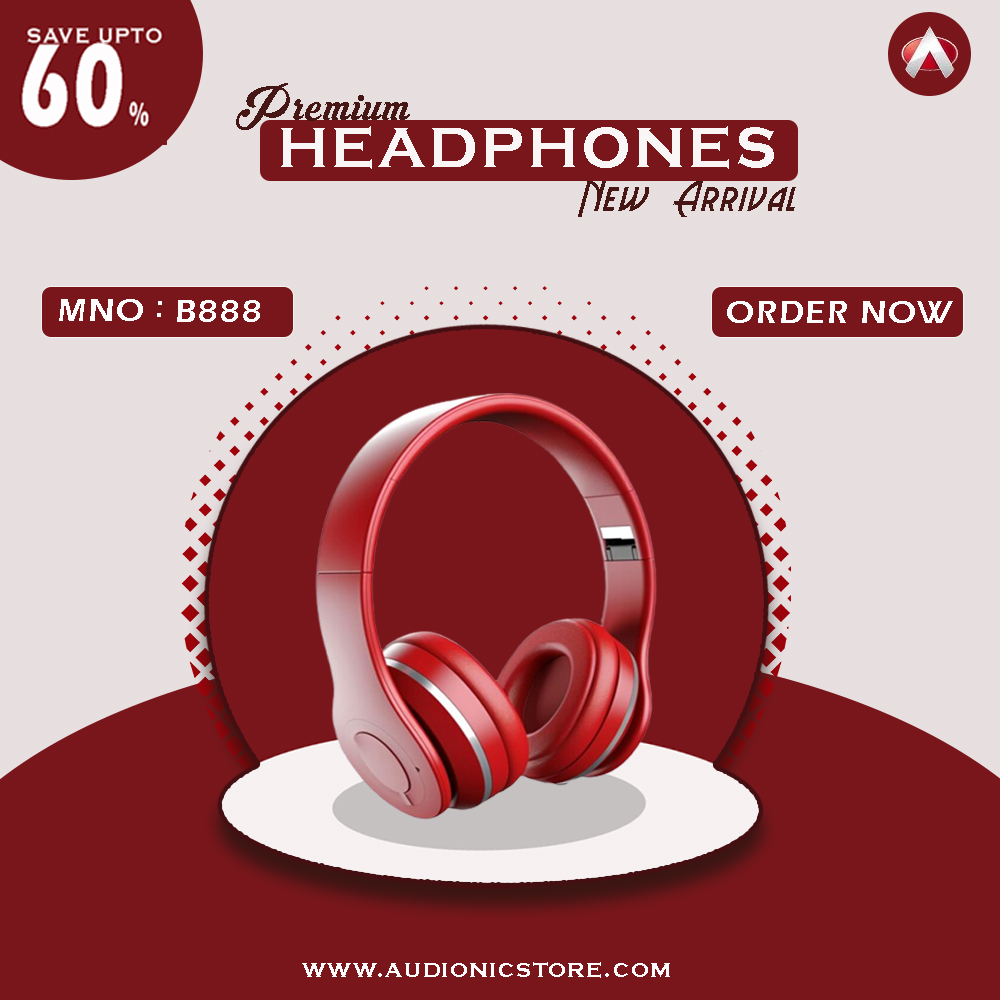 SAVE UPTO
60%
Premium
HEADPHONES
New Arrival
MNO : B888
ORDER NOW
WWW.AUDIONICSTORE.COM